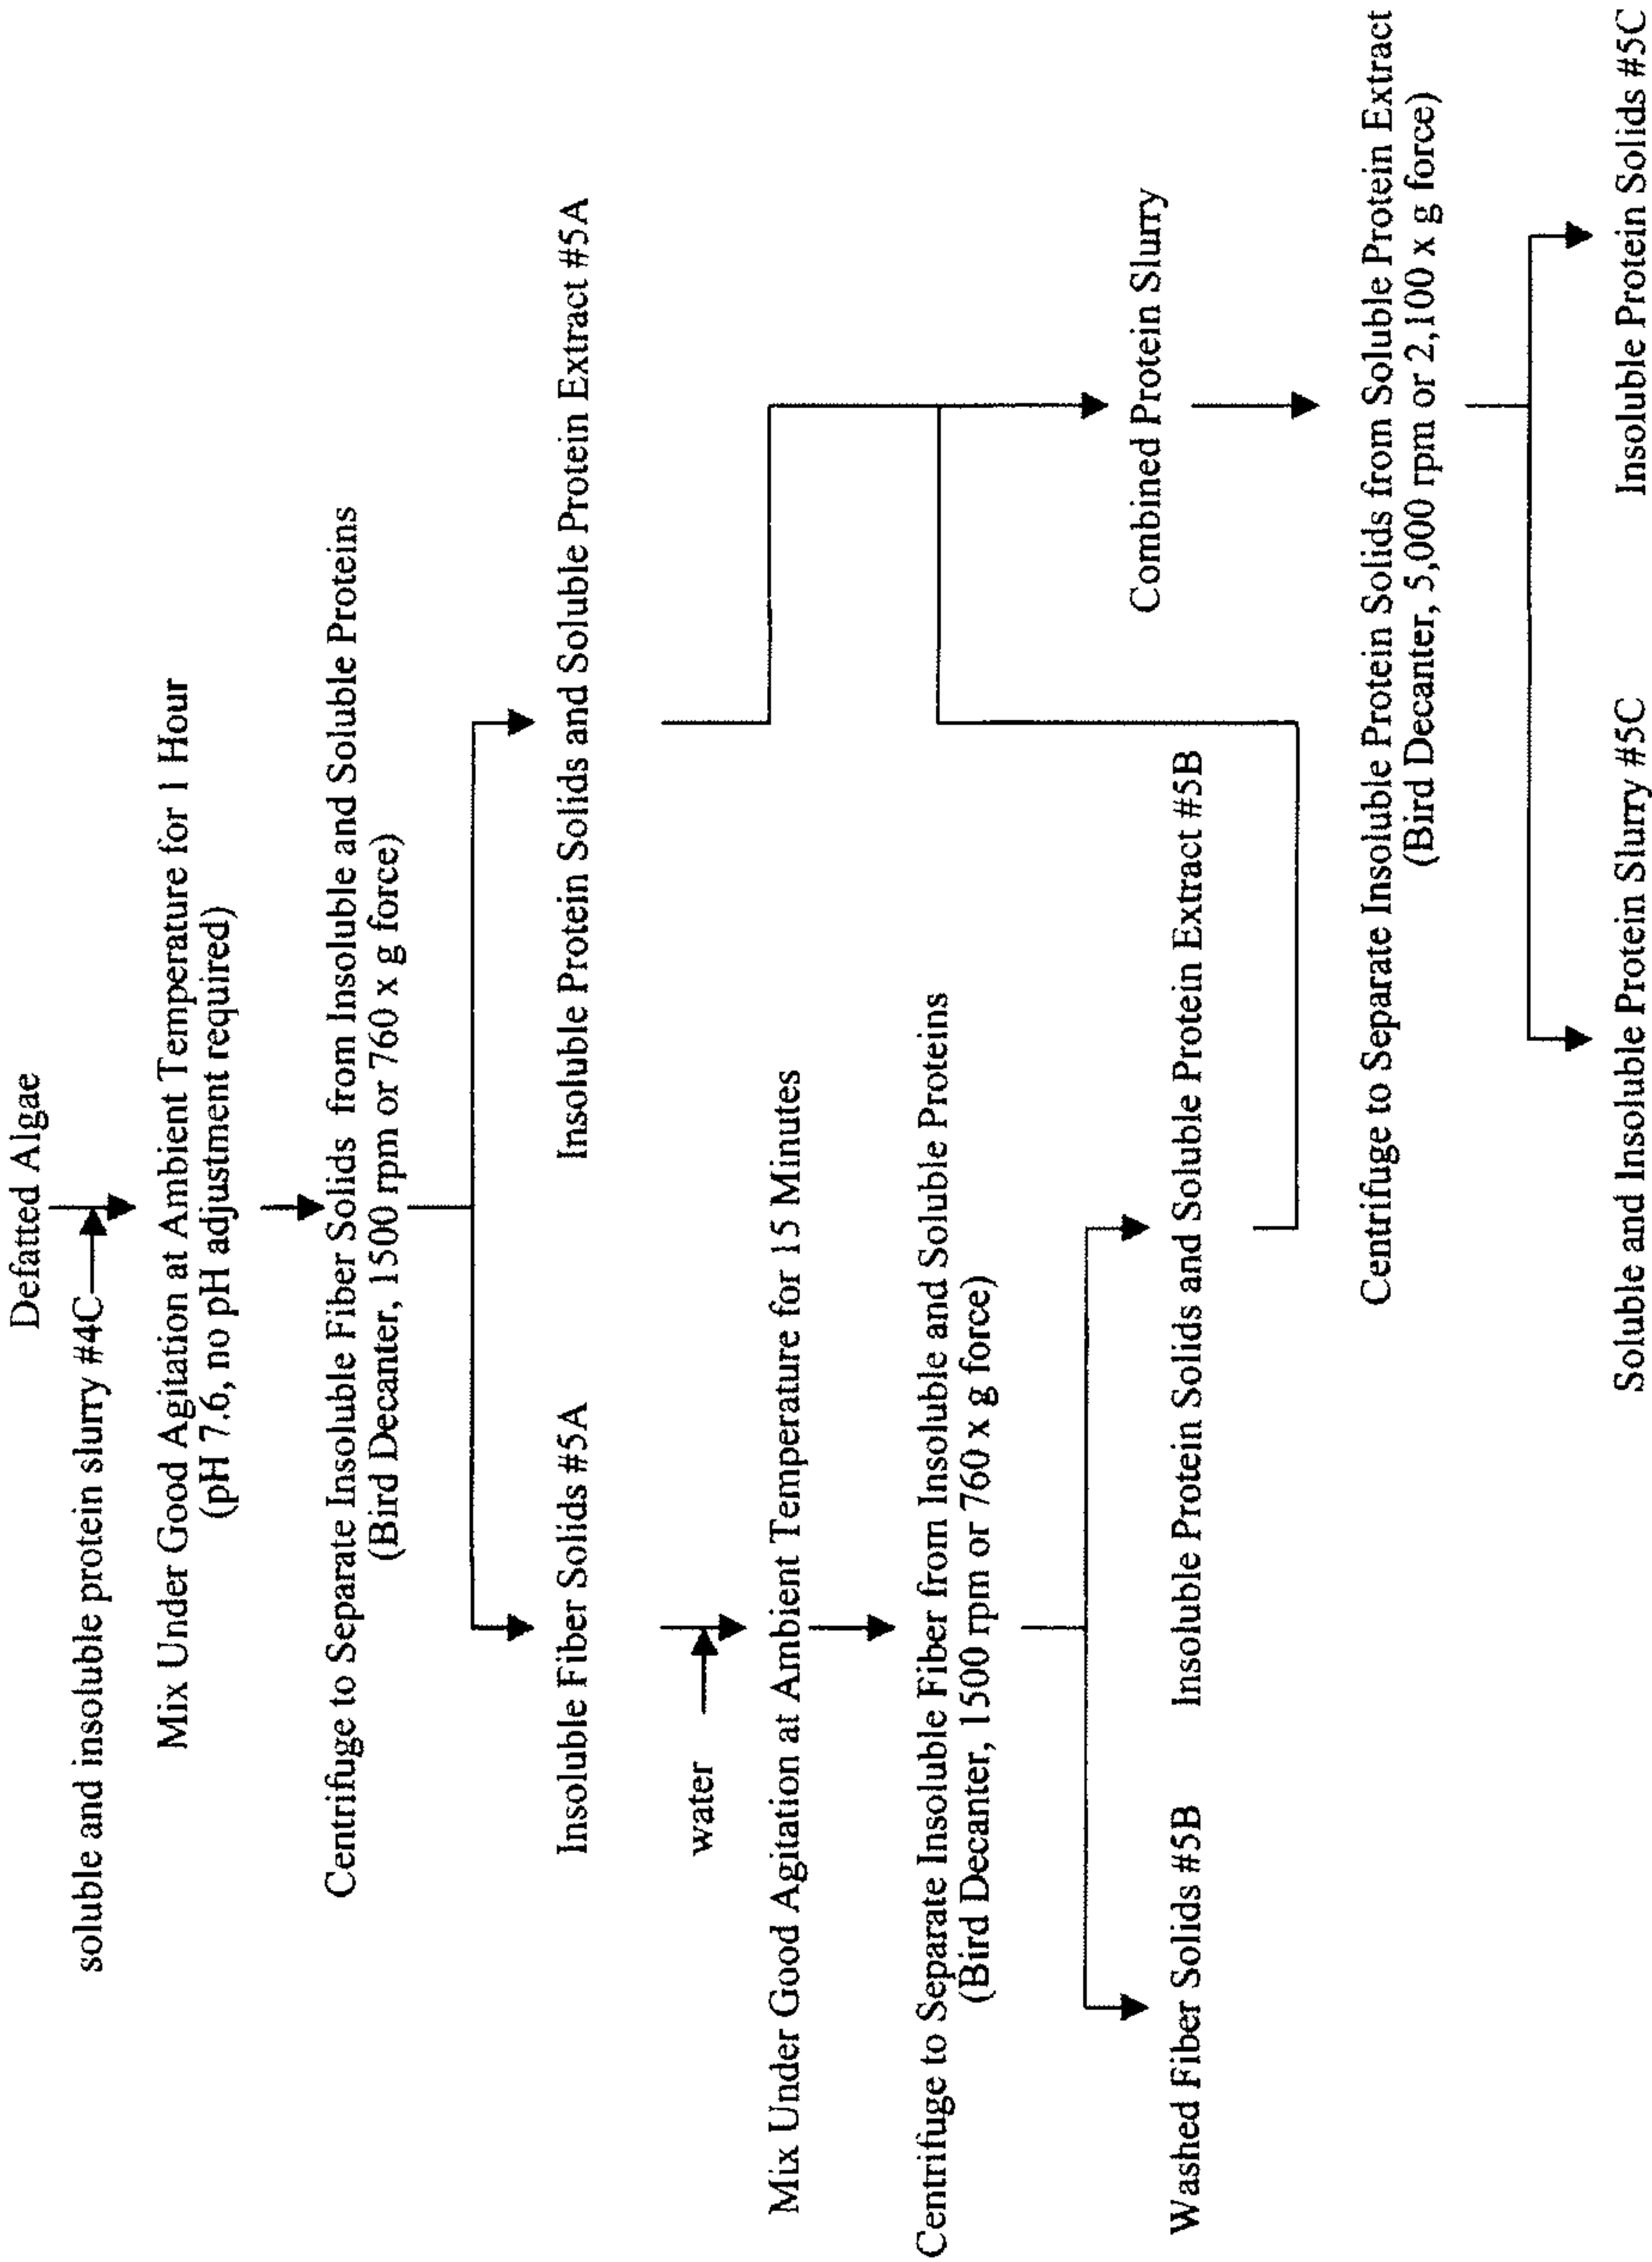 Defatted Algae
soluble and insoluble protein slurry #4C
Mix Under Good Agitation at Ambient Temperature for 1 Hour
(pH 7.6, no pH adjustment required)
Centrifuge to Separate Insoluble Fiber Solids from Insoluble and Soluble Proteins
(Bird Decanter, 1500 rpm or 760 x g force)
Insoluble Fiber Solids #5A
Insoluble Protein Solids and Soluble Protein Extract #5A
water
Mix Under Good Agitation at Ambient Temperature for 15 Minutes
Centrifuge to Separate Insoluble Fiber from Insoluble and Soluble Proteins
(Bird Decanter, 1500 rpm or 760 x g force)
Washed Fiber Solids #5B
Insoluble Protein Solids and Soluble Protein Extract #5B
Combined Protein Slurry
Centrifuge to Separate Insoluble Protein Solids from Soluble Protein Extract
(Bird Decanter, 5,000 rpm or 2,100 x g force)
Soluble and Insoluble Protein Slurry #5C
Insoluble Protein Solids #5C